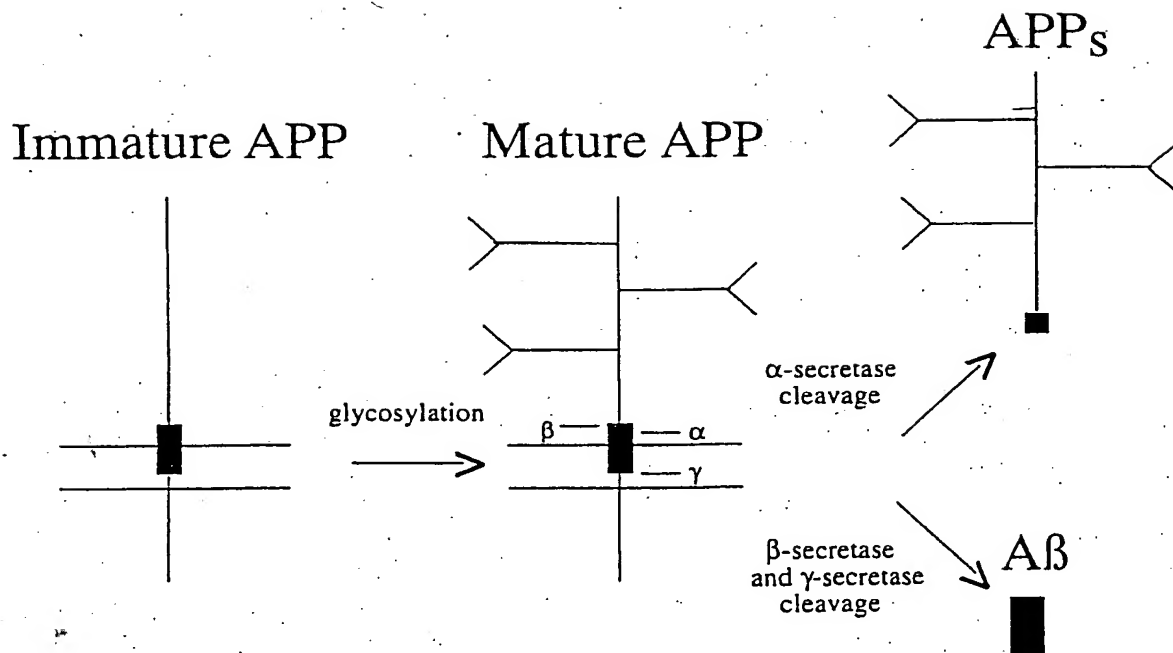 APPs
Immature APP
Mature APP
α-secretase
cleavage
glycosylation
β
α
γ
β-secretase
and γ-secretase
cleavage
Aß